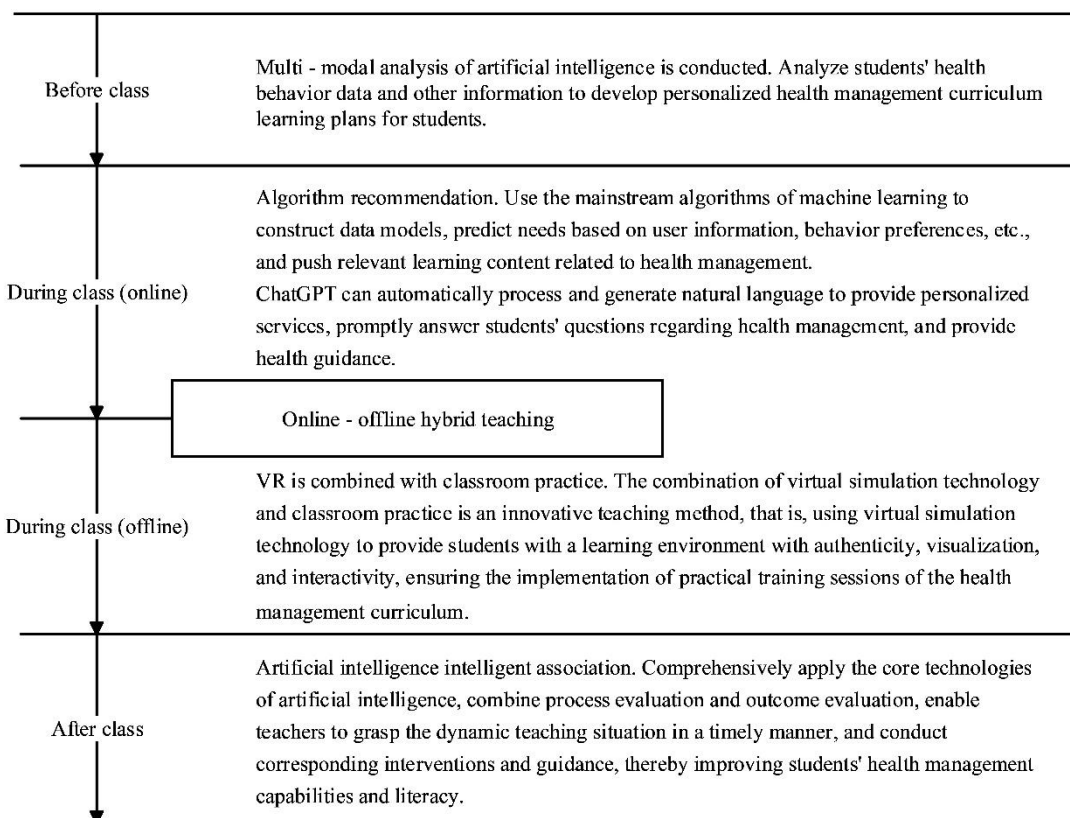 Before class
Multi - modal analysis of artificial intelligence is conducted. Analyze students' health
behavior data and other information to develop personalized health management curriculum
learning plans for students.
During class (online)
Algorithm recommendation. Use the mainstream algorithms of machine learning to
construct data models, predict needs based on user information, behavior preferences, etc.,
and push relevant learning content related to health management.
ChatGPT can automatically process and generate natural language to provide personalized
services, promptly answer students' questions regarding health management, and provide
health guidance.
Online - offline hybrid teaching
During class (offline)
VR is combined with classroom practice. The combination of virtual simulation technology
and classroom practice is an innovative teaching method, that is, using virtual simulation
technology to provide students with a learning environment with authenticity, visualization,
and interactivity, ensuring the implementation of practical training sessions of the health
management curriculum.
After class
Artificial intelligence intelligent association. Comprehensively apply the core technologies
of artificial intelligence, combine process evaluation and outcome evaluation, enable
teachers to grasp the dynamic teaching situation in a timely manner, and conduct
corresponding interventions and guidance, thereby improving students' health management
capabilities and literacy.